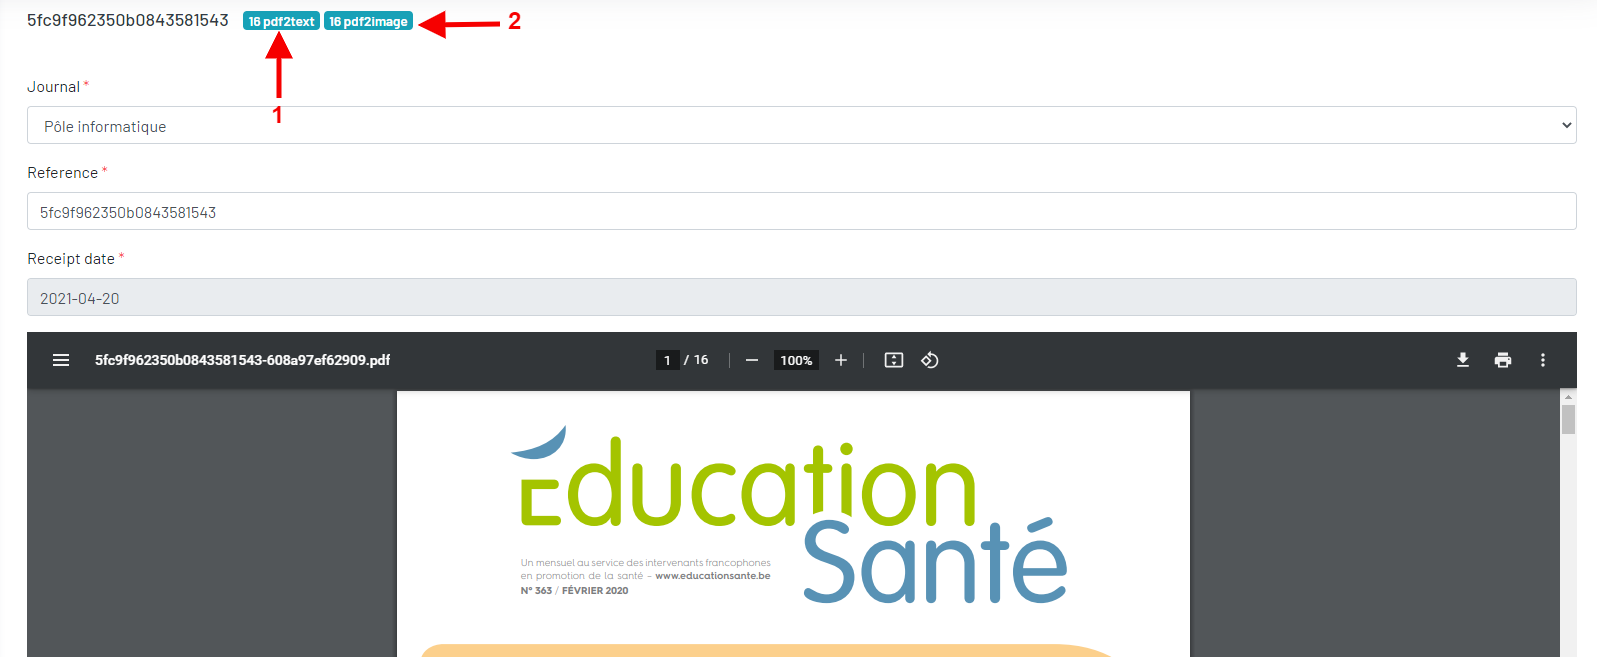 5fc9f962350b0843581543 16 pdf2text 16 pdf2image 2
1
Journal *
Pôle informatique
Reference *
5fc9f962350b0843581543
Receipt date *
2021-04-20
5fc9f962350b0843581543-608a97ef62909.pdf 1 / 16 100%
Éducation
Santé
Un mensuel au service des intervenants francophones
en promotion de la santé - www.educationsante.be
N° 363 / FÉVRIER 2020